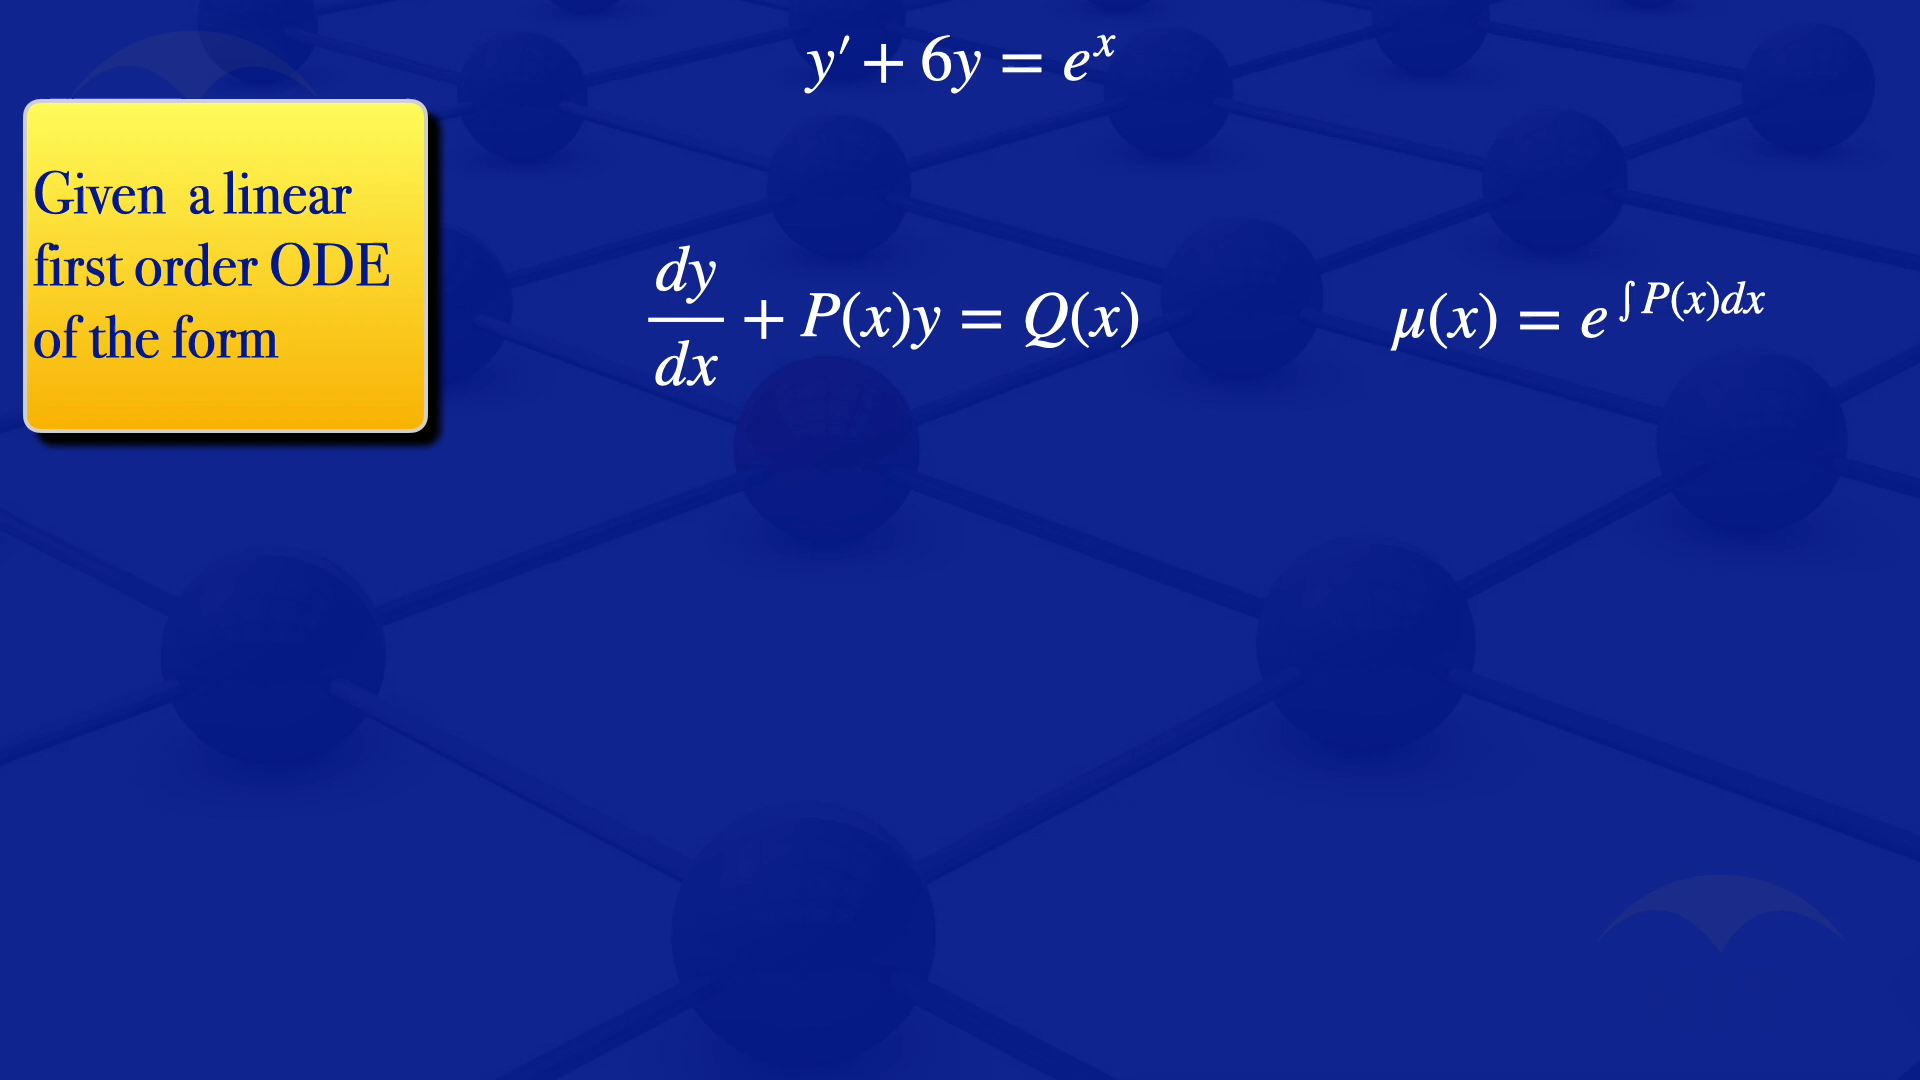 y′ + 6y = e^x
Given a linear
first order ODE
of the form
dy/dx + P(x)y = Q(x)
μ(x) = e^{∫ P(x)dx}